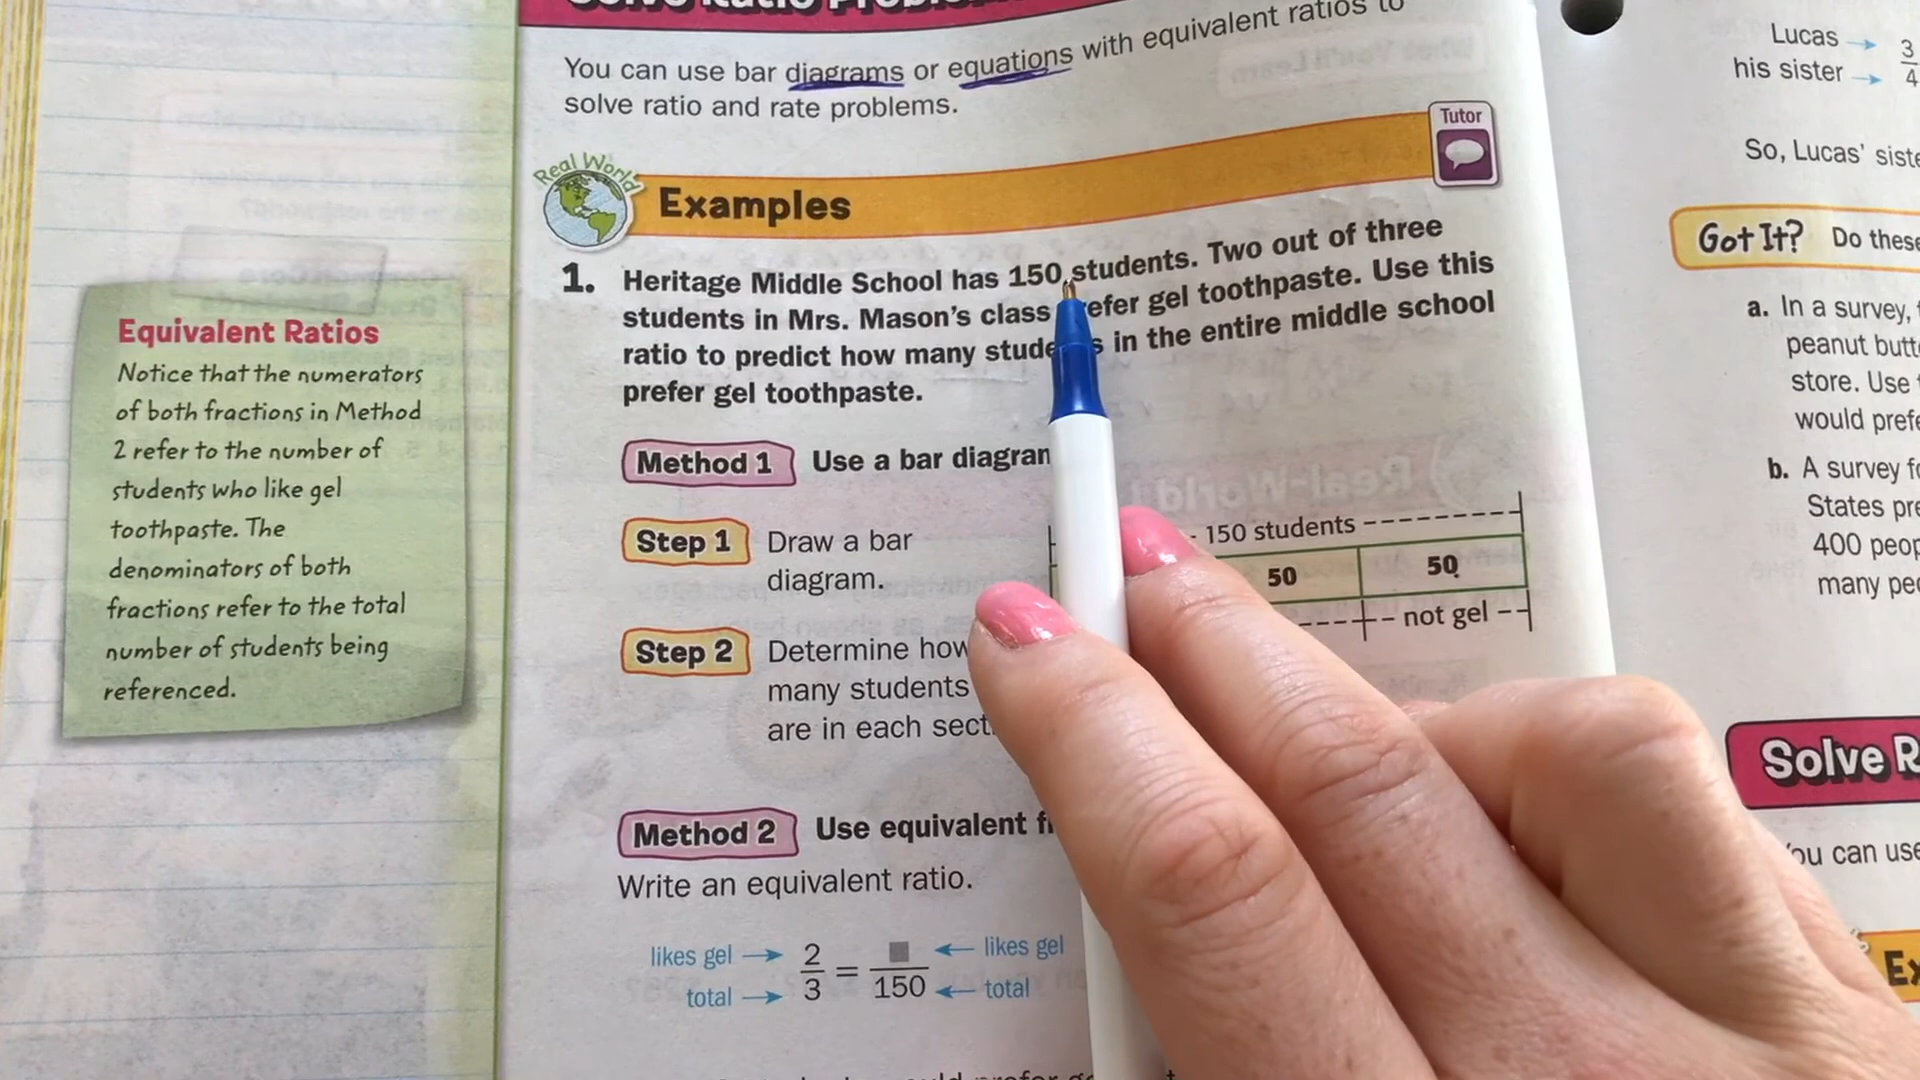 You can use bar diagrams or equations with equivalent ratios to
solve ratio and rate problems.
Tutor
Real World
Examples
1. Heritage Middle School has 150 students. Two out of three
students in Mrs. Mason's class refer gel toothpaste. Use this
ratio to predict how many stude s in the entire middle school
prefer gel toothpaste.
Equivalent Ratios
Notice that the numerators
of both fractions in Method
2 refer to the number of
students who like gel
toothpaste. The
denominators of both
fractions refer to the total
number of students being
referenced.
Method 1 Use a bar diagram
Step 1 Draw a bar
diagram.
150 students
50 50
not gel
Step 2 Determine how
many students
are in each sect
Method 2 Use equivalent
Write an equivalent ratio.
likes gel → 2/3 = ■/150 ← likes gel
total → ← total
Lucas → 3
his sister → 4
So, Lucas' siste
Got It? Do these
a. In a survey,
peanut butt
store. Use
would prefe
b. A survey fo
States pre
400 peop
many peo
Solve R
ou can use
Ex